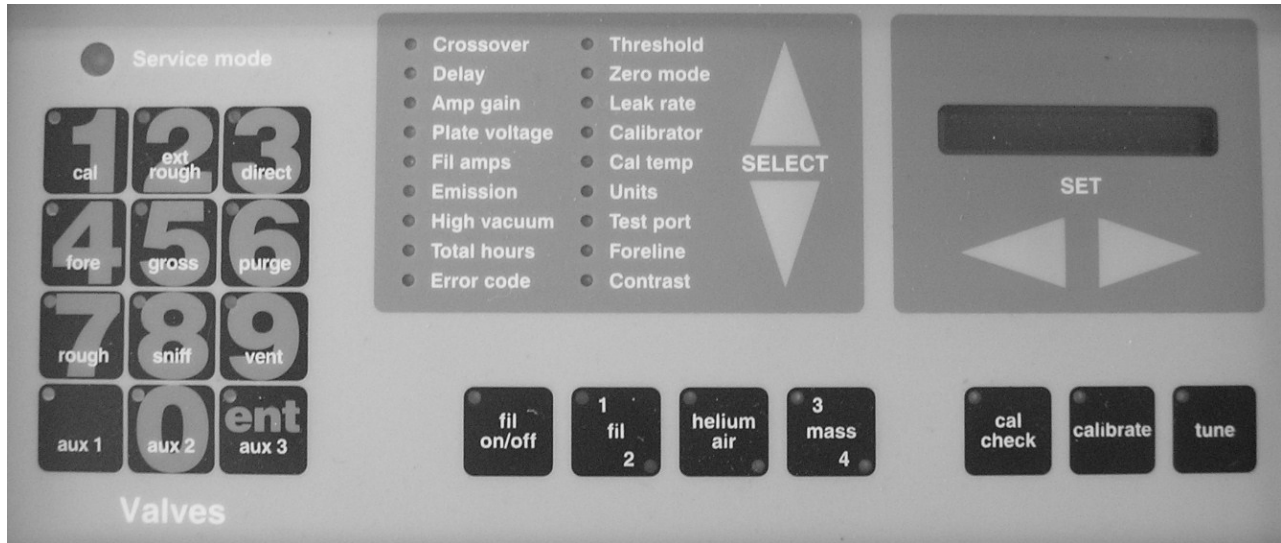 Service mode
1
cal
2
ext
rough
3
direct
4
fore
5
gross
6
purge
7
rough
8
sniff
9
vent
aux 1
0
aux 2
ent
aux 3
Valves
Crossover
Delay
Amp gain
Plate voltage
Fil amps
Emission
High vacuum
Total hours
Error code
Threshold
Zero mode
Leak rate
Calibrator
Cal temp
Units
Test port
Foreline
Contrast
SELECT
SET
fil
on/off
1
fil
2
helium
air
3
mass
4
cal
check
calibrate
tune